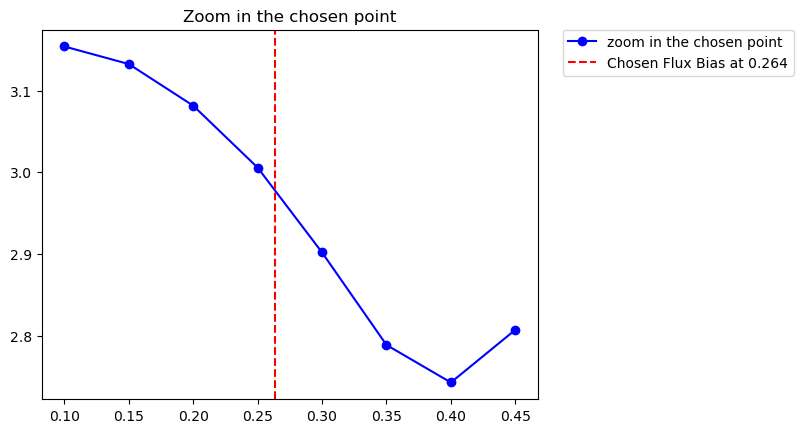 Zoom in the chosen point
zoom in the chosen point
Chosen Flux Bias at 0.264
3.1
3.0
2.9
2.8
0.10 0.15 0.20 0.25 0.30 0.35 0.40 0.45